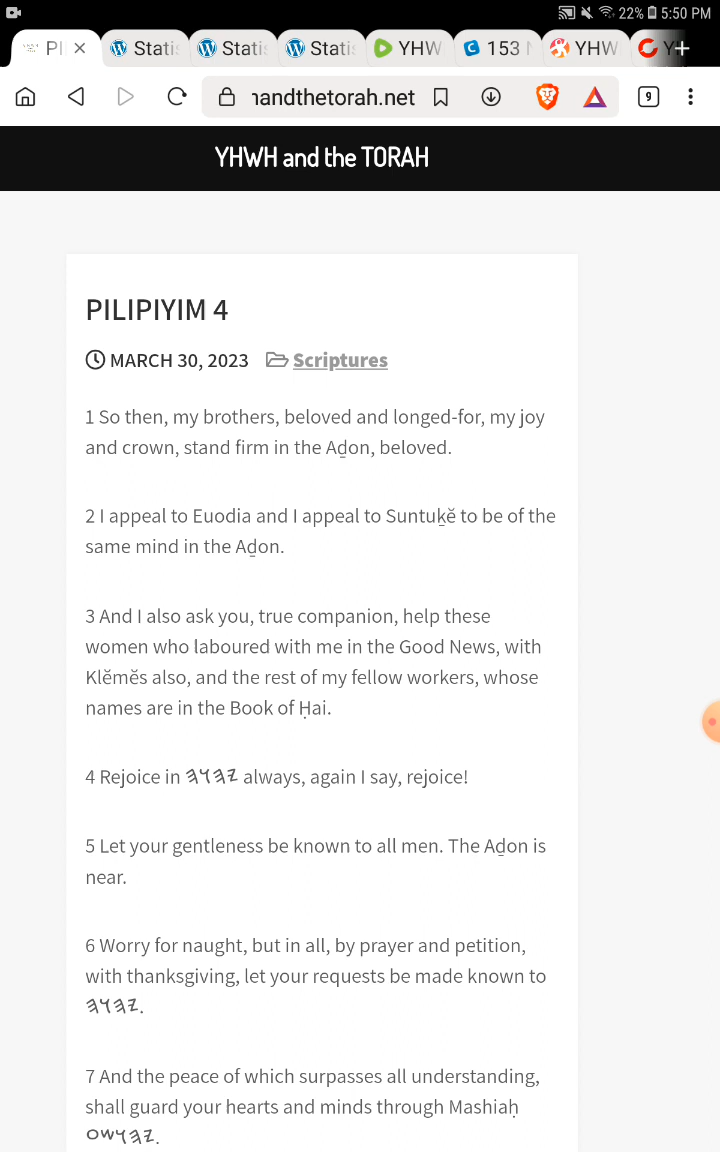 22% 5:50 PM
PI Stati Stati Stati YHW 153 YHW Y
handthetorah.net 9
YHWH and the TORAH
PILIPIYIM 4
MARCH 30, 2023 Scriptures
1 So then, my brothers, beloved and longed-for, my joy
and crown, stand firm in the Aḏon, beloved.
2 I appeal to Euodia and I appeal to Suntuḵĕ to be of the
same mind in the Aḏon.
3 And I also ask you, true companion, help these
women who laboured with me in the Good News, with
Klĕmĕs also, and the rest of my fellow workers, whose
names are in the Book of Ḥai.
4 Rejoice in 𐤉𐤄𐤅𐤄 always, again I say, rejoice!
5 Let your gentleness be known to all men. The Aḏon is
near.
6 Worry for naught, but in all, by prayer and petition,
with thanksgiving, let your requests be made known to
𐤉𐤄𐤅𐤄.
7 And the peace of which surpasses all understanding,
shall guard your hearts and minds through Mashiaḥ
𐤉𐤄𐤅𐤔𐤏.